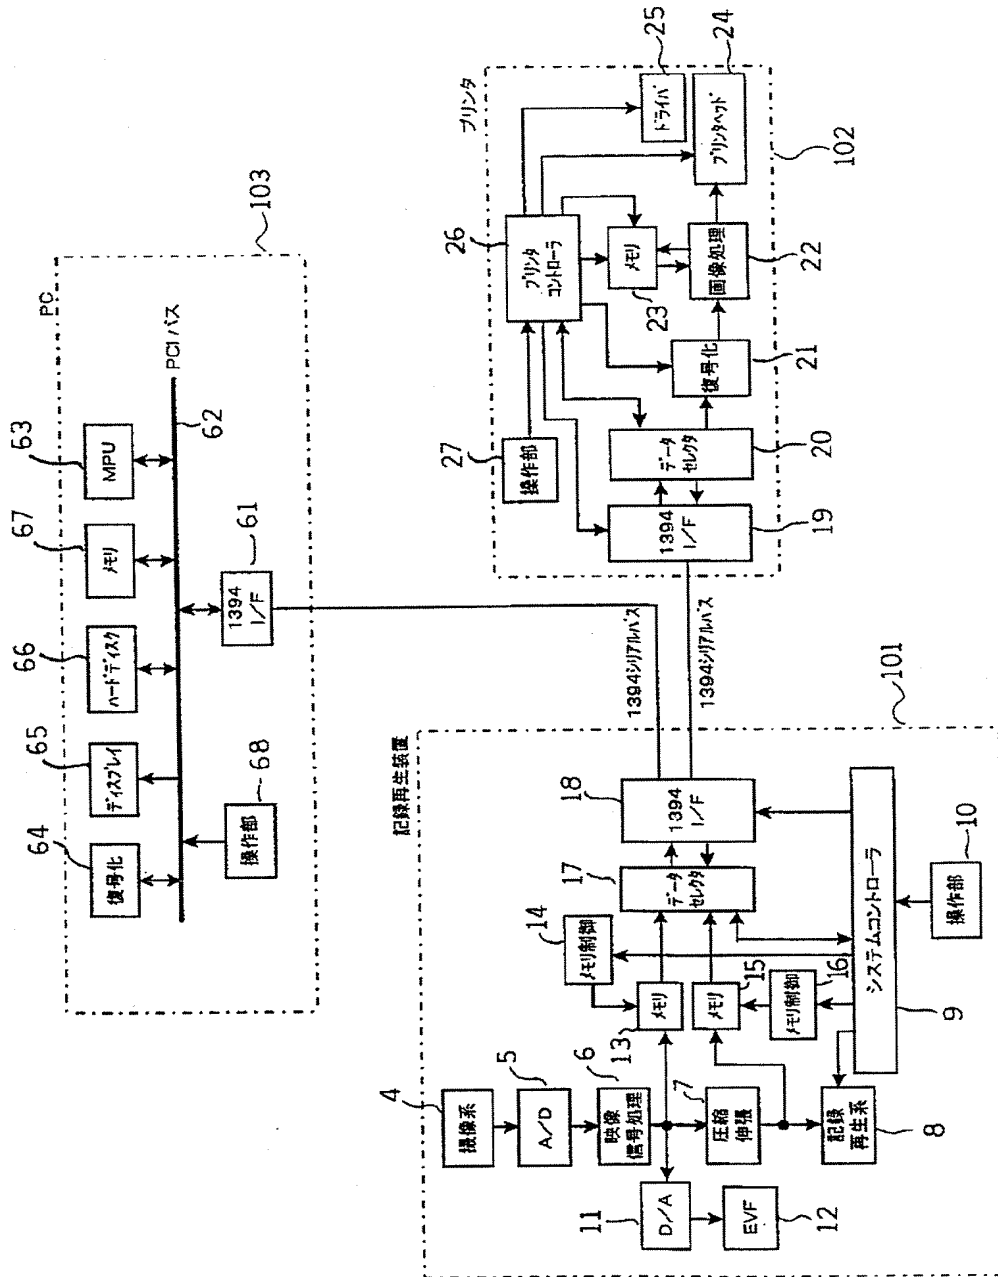 PC
103
63
MPU
67
メモリ
66
ハードディスク
65
ディスプレイ
64
復号化
PCIバス
62
61
1394
I/F
68
操作部
プリンタ
102
25
ドライバ
24
プリンタヘッド
26
プリンタ
コントローラ
23
メモリ
22
画像処理
21
復号化
27
操作部
20
データ
セレクタ
19
1394
I/F
1394シリアルバス
1394シリアルバス
記録再生装置
101
4
撮像系
5
A/D
6
映像
信号処理
7
圧縮
伸張
8
記録
再生系
11
D/A
12
EVF
13
メモリ
14
メモリ制御
15
メモリ
16
メモリ制御
17
データ
セレクタ
18
1394
I/F
9
システムコントローラ
10
操作部